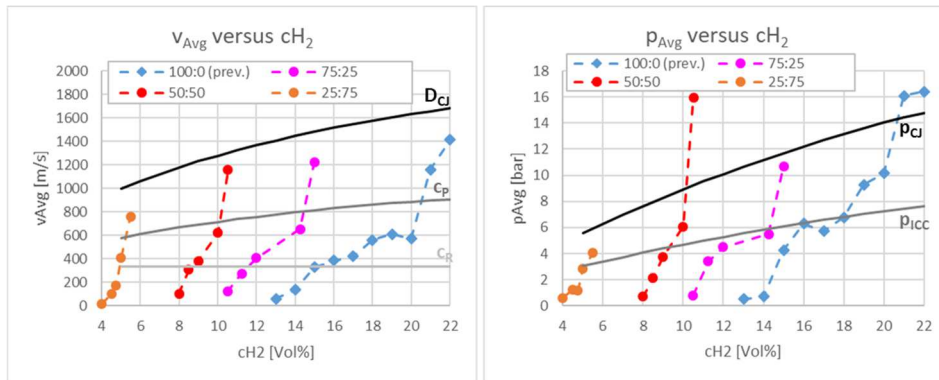 vAvg versus cH2
100:0 (prev.) 75:25
50:50 25:75
vAvg [m/s]
2000
1800
1600
1400
1200
1000
800
600
400
200
0
DCJ
cP
cR
4 6 8 10 12 14 16 18 20 22
cH2 [Vol%]
pAvg versus cH2
100:0 (prev.) 75:25
50:50 25:75
pAvg [bar]
18
16
14
12
10
8
6
4
2
0
pCJ
pICC
4 6 8 10 12 14 16 18 20 22
cH2 [Vol%]